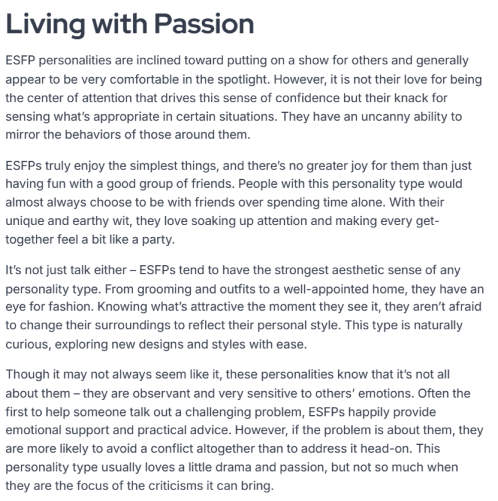 Living with Passion
ESFP personalities are inclined toward putting on a show for others and generally
appear to be very comfortable in the spotlight. However, it is not their love for being
the center of attention that drives this sense of confidence but their knack for
sensing what's appropriate in certain situations. They have an uncanny ability to
mirror the behaviors of those around them.
ESFPs truly enjoy the simplest things, and there's no greater joy for them than just
having fun with a good group of friends. People with this personality type would
almost always choose to be with friends over spending time alone. With their
unique and earthy wit, they love soaking up attention and making every get-
together feel a bit like a party.
It's not just talk either – ESFPs tend to have the strongest aesthetic sense of any
personality type. From grooming and outfits to a well-appointed home, they have an
eye for fashion. Knowing what's attractive the moment they see it, they aren't afraid
to change their surroundings to reflect their personal style. This type is naturally
curious, exploring new designs and styles with ease.
Though it may not always seem like it, these personalities know that it's not all
about them – they are observant and very sensitive to others' emotions. Often the
first to help someone talk out a challenging problem, ESFPs happily provide
emotional support and practical advice. However, if the problem is about them, they
are more likely to avoid a conflict altogether than to address it head-on. This
personality type usually loves a little drama and passion, but not so much when
they are the focus of the criticisms it can bring.